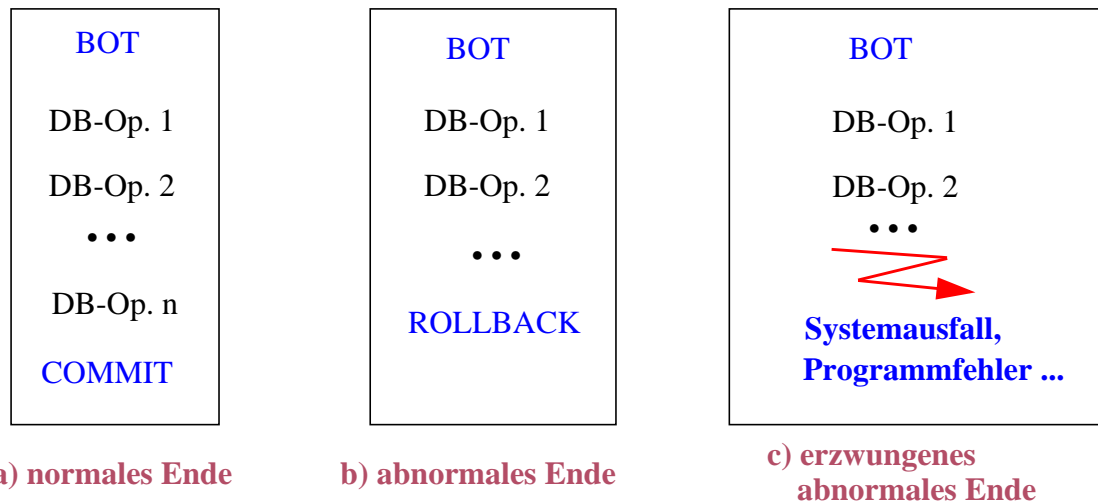 BOT
DB-Op. 1
DB-Op. 2
•••
DB-Op. n
COMMIT
a) normales Ende
BOT
DB-Op. 1
DB-Op. 2
•••
ROLLBACK
b) abnormales Ende
BOT
DB-Op. 1
DB-Op. 2
•••
Systemausfall,
Programmfehler ...
c) erzwungenes
abnormales Ende